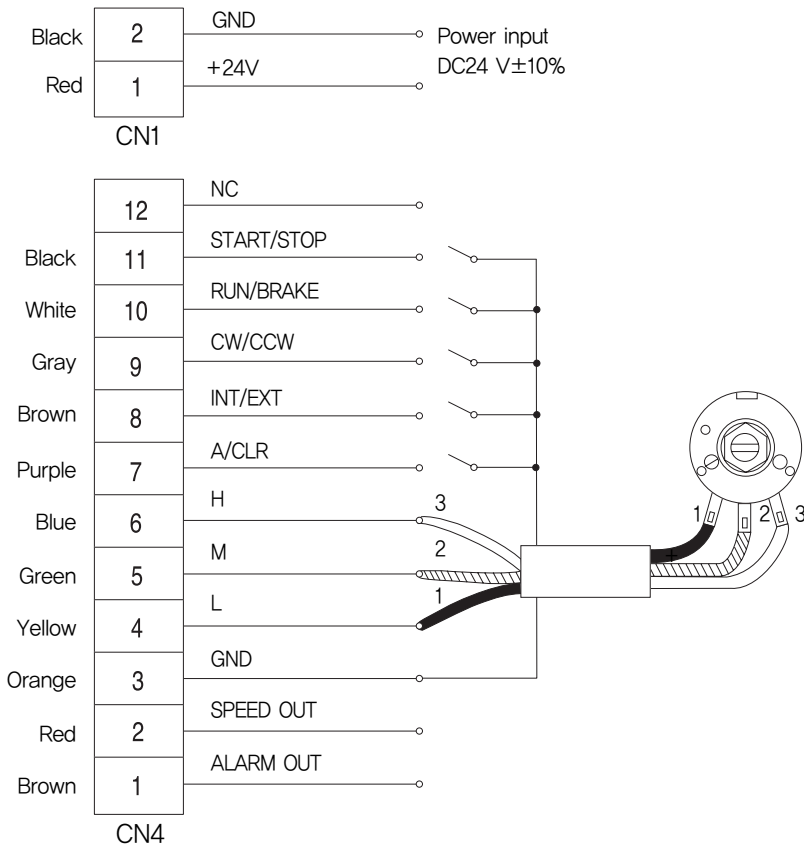 Black 2 GND Power input
Red 1 +24V DC24 V±10%
CN1
12 NC
Black 11 START/STOP
White 10 RUN/BRAKE
Gray 9 CW/CCW
Brown 8 INT/EXT
Purple 7 A/CLR
Blue 6 H 3
Green 5 M 2
Yellow 4 L 1
Orange 3 GND
Red 2 SPEED OUT
Brown 1 ALARM OUT
CN4
1 2 3
+